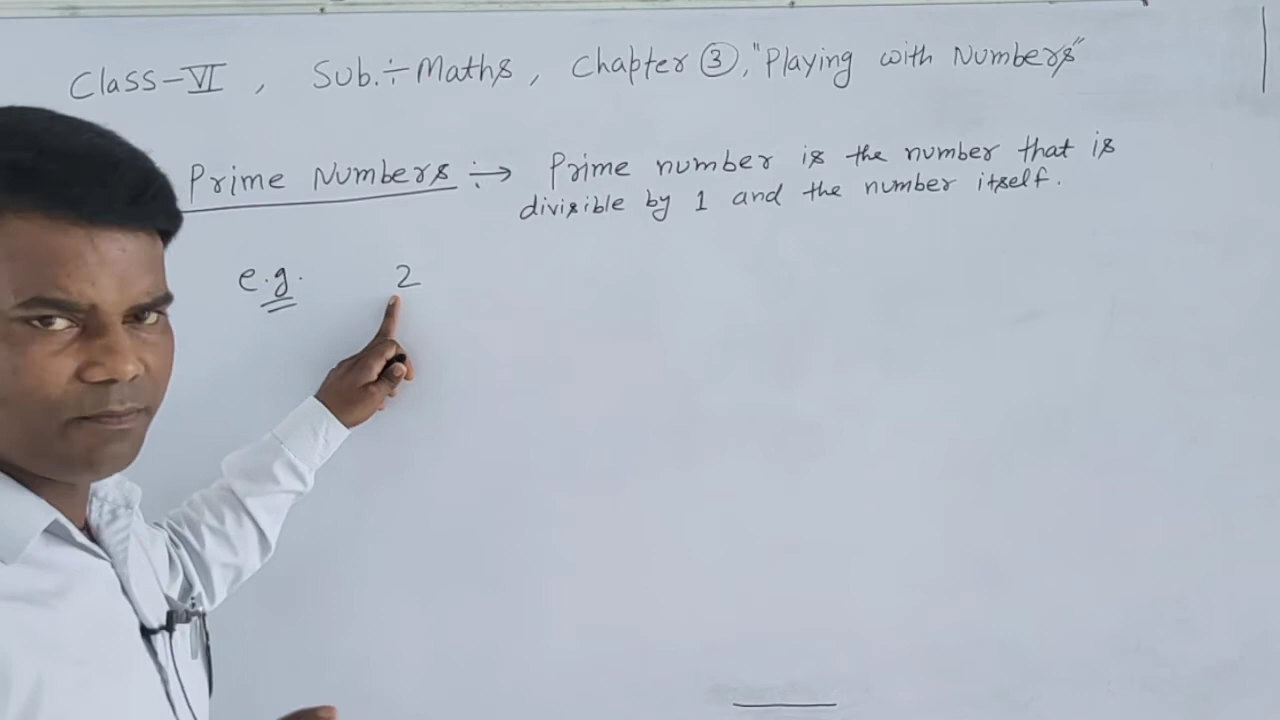 Class-VI, Sub.÷Maths, Chapter ③, "Playing with Numbers"
Prime Numbers ÷→ Prime number is the number that is
divisible by 1 and the number itself.
e.g. 2